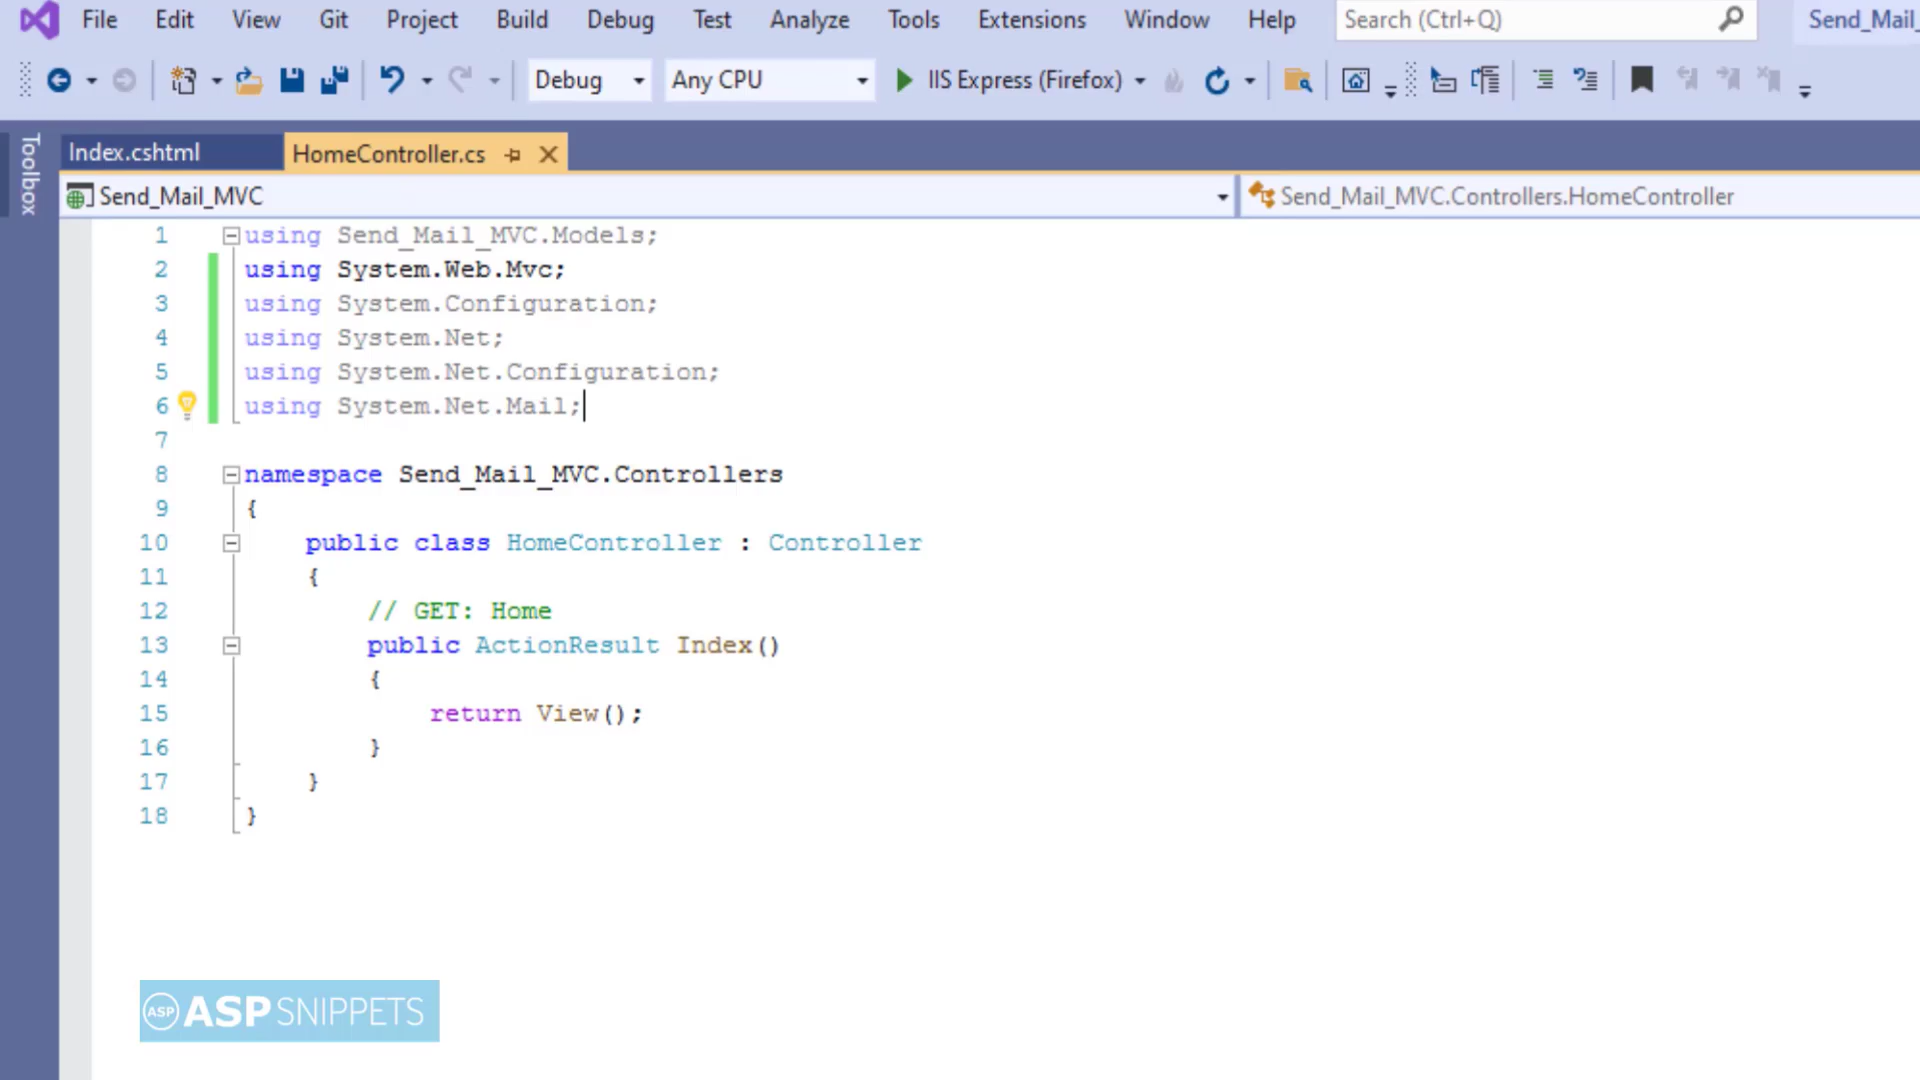 File Edit View Git Project Build Debug Test Analyze Tools Extensions Window Help Search (Ctrl+Q) Send_Mail_
Debug Any CPU IIS Express (Firefox)
Toolbox
Index.cshtml HomeController.cs
Send_Mail_MVC Send_Mail_MVC.Controllers.HomeController
1 using Send_Mail_MVC.Models;
2 using System.Web.Mvc;
3 using System.Configuration;
4 using System.Net;
5 using System.Net.Configuration;
6 using System.Net.Mail;
7
8 namespace Send_Mail_MVC.Controllers
9 {
10 public class HomeController : Controller
11 {
12 // GET: Home
13 public ActionResult Index()
14 {
15 return View();
16 }
17 }
18 }
ASP ASPSNIPPETS